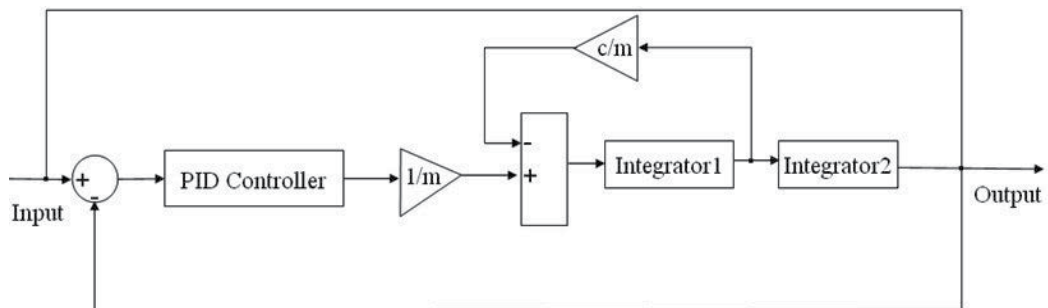 c/m
-
+
PID Controller
1/m
-
+
Integrator1
Integrator2
-
Input
Output